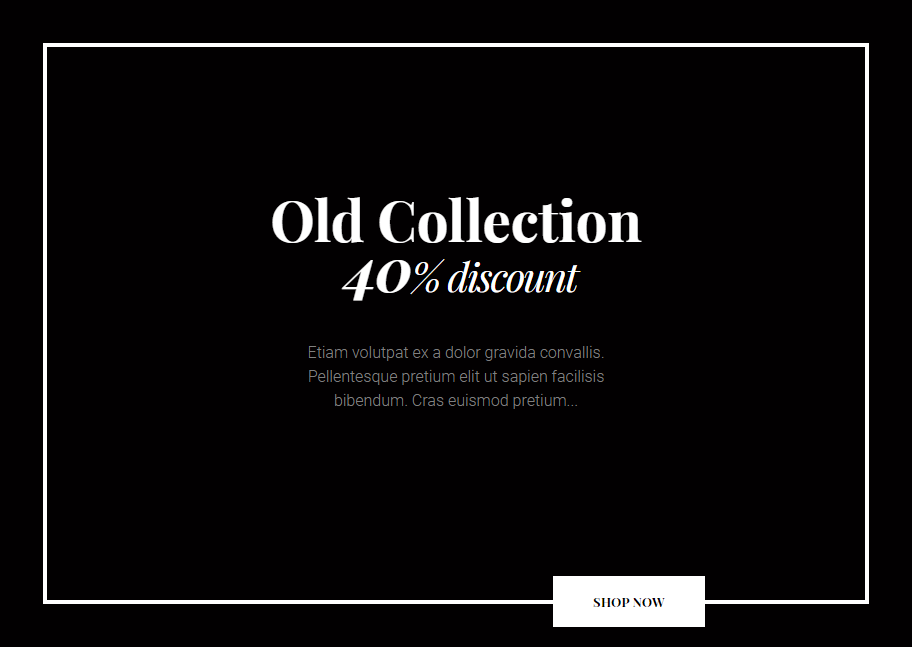 Old Collection
40% discount
Etiam volutpat ex a dolor gravida convallis.
Pellentesque pretium elit ut sapien facilisis
bibendum. Cras euismod pretium...
SHOP NOW